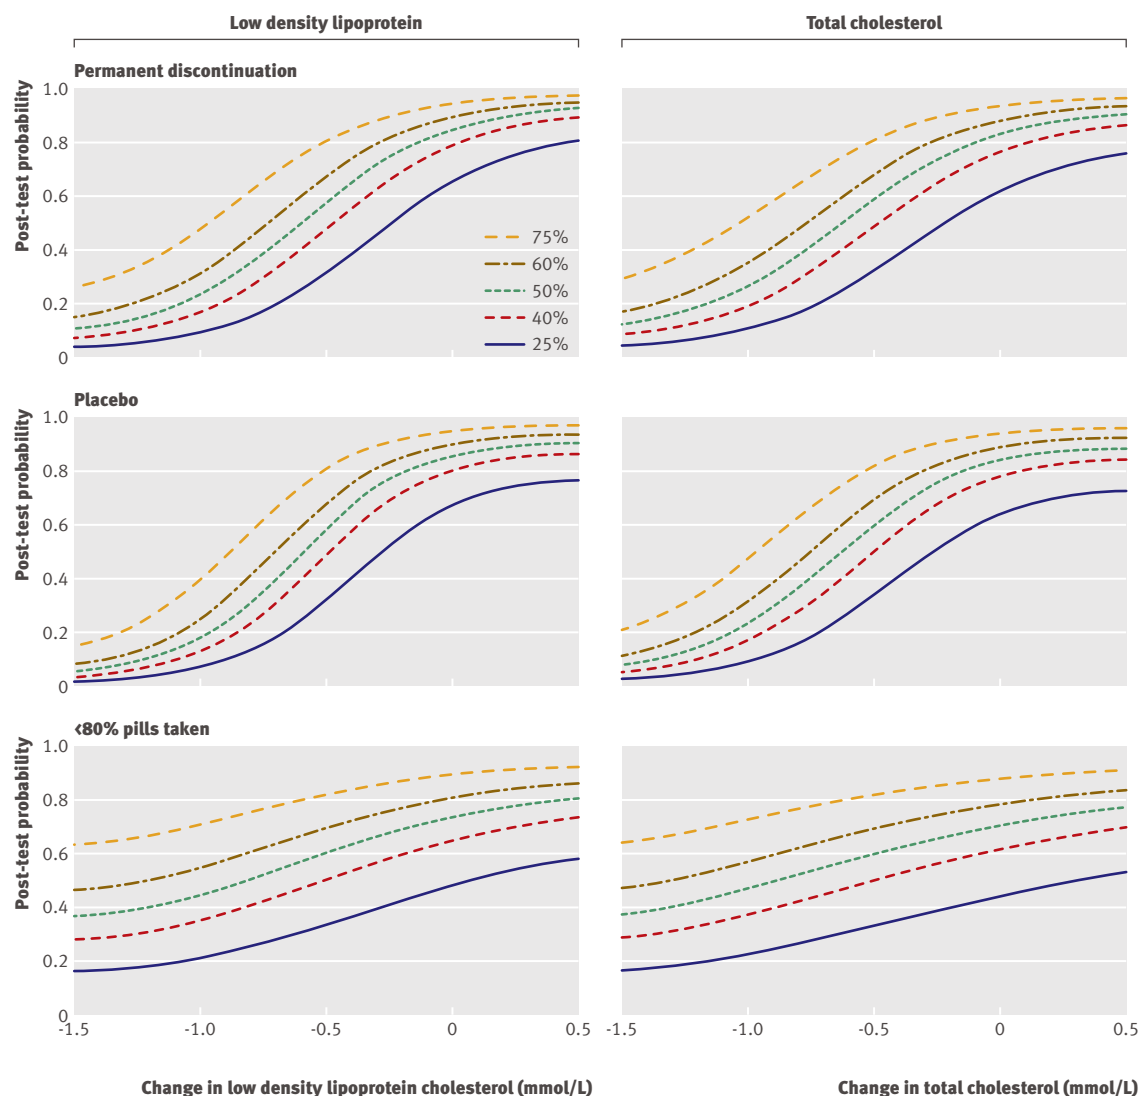 Low density lipoprotein
Total cholesterol
Permanent discontinuation
Post-test probability
1.0
0.8
0.6
0.4
0.2
0
75%
60%
50%
40%
25%
Placebo
Post-test probability
1.0
0.8
0.6
0.4
0.2
0
<80% pills taken
Post-test probability
1.0
0.8
0.6
0.4
0.2
0
-1.5 -1.0 -0.5 0 0.5
-1.5 -1.0 -0.5 0 0.5
Change in low density lipoprotein cholesterol (mmol/L)
Change in total cholesterol (mmol/L)